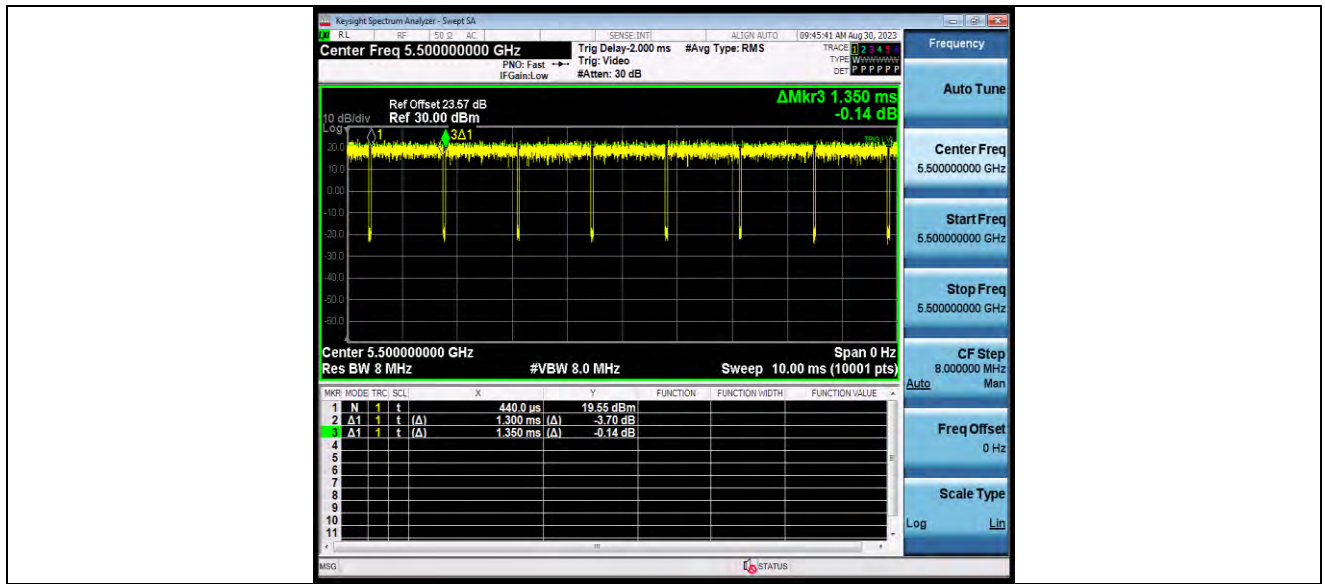 Keysight Spectrum Analyzer - Swept SA
RL RF 50 Ω AC SENSE:INT ALIGN AUTO 09:45:41 AM Aug 30, 2023
Center Freq 5.500000000 GHz
Trig Delay-2.000 ms #Avg Type: RMS
TRACE 1 2 3 4 5 6
PNO: Fast Trig: Video
TYPE WWWWWW
IFGain:Low #Atten: 30 dB
DET P P P P P P
Frequency
Auto Tune
ΔMkr3 1.350 ms
-0.14 dB
Ref Offset 23.57 dB
10 dB/div Ref 30.00 dBm
Log
1
3Δ1
TRIG LVL
20.0
10.0
0.00
-10.0
-20.0
-30.0
-40.0
-50.0
-60.0
Center 5.500000000 GHz Span 0 Hz
Res BW 8 MHz #VBW 8.0 MHz Sweep 10.00 ms (10001 pts)
Center Freq
5.500000000 GHz
Start Freq
5.500000000 GHz
Stop Freq
5.500000000 GHz
CF Step
8.000000 MHz
Auto Man
Freq Offset
0 Hz
Scale Type
Log Lin
MKR MODE TRC SCL X Y FUNCTION FUNCTION WIDTH FUNCTION VALUE
1 N 1 t 440.0 µs 19.55 dBm
2 Δ1 1 t (Δ) 1.300 ms (Δ) -3.70 dB
3 Δ1 1 t (Δ) 1.350 ms (Δ) -0.14 dB
4
5
6
7
8
9
10
11
MSG STATUS